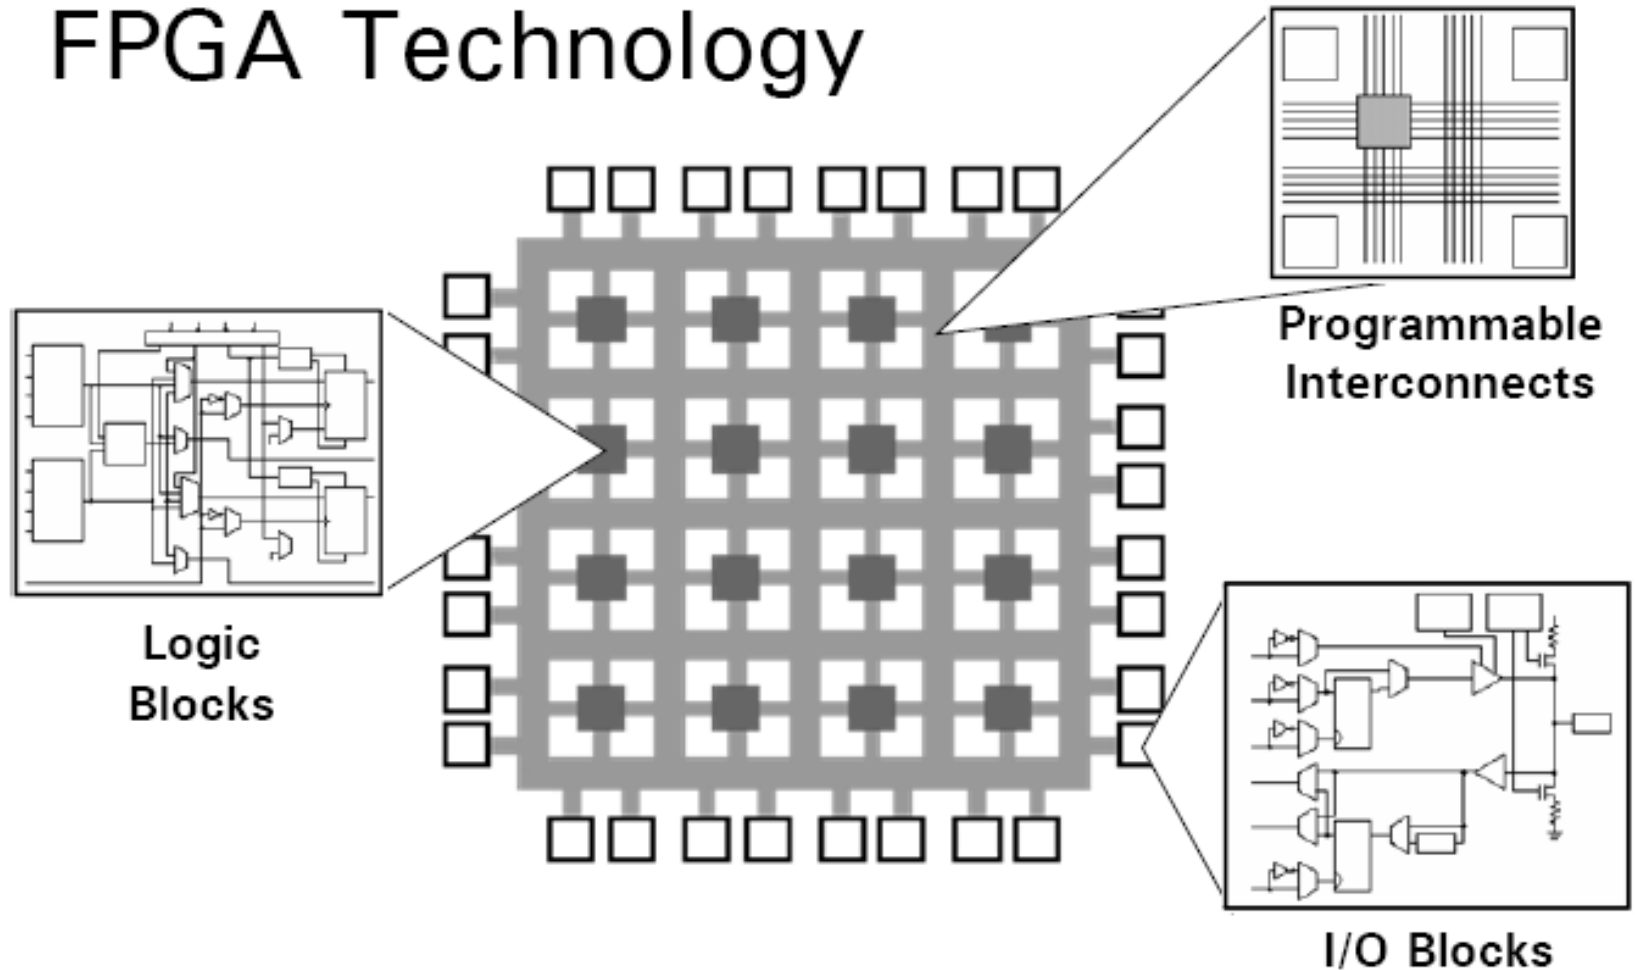 FPGA Technology
Programmable
Interconnects
Logic
Blocks
I/O Blocks